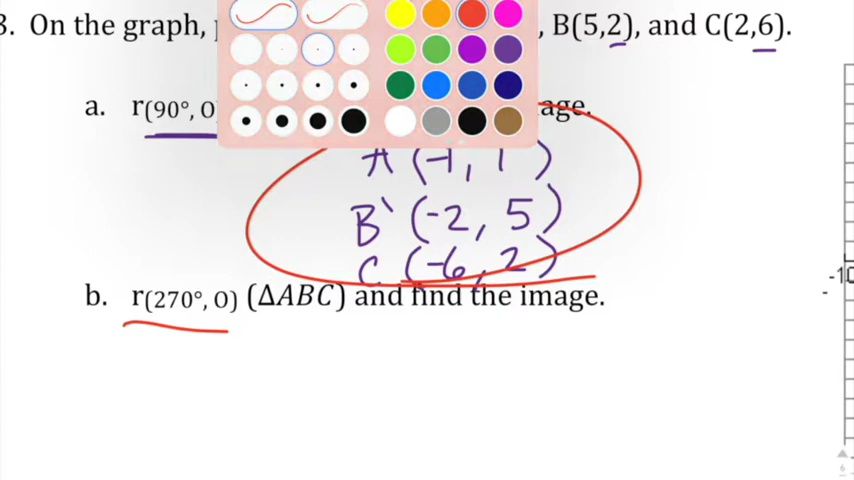 3. On the graph, , B(5,2), and C(2,6).
a. r(90°, O age.
A (-1, 1)
B' (-2, 5)
C (-6, 2)
b. r(270°, O) (ΔABC) and find the image.
-10
-
6